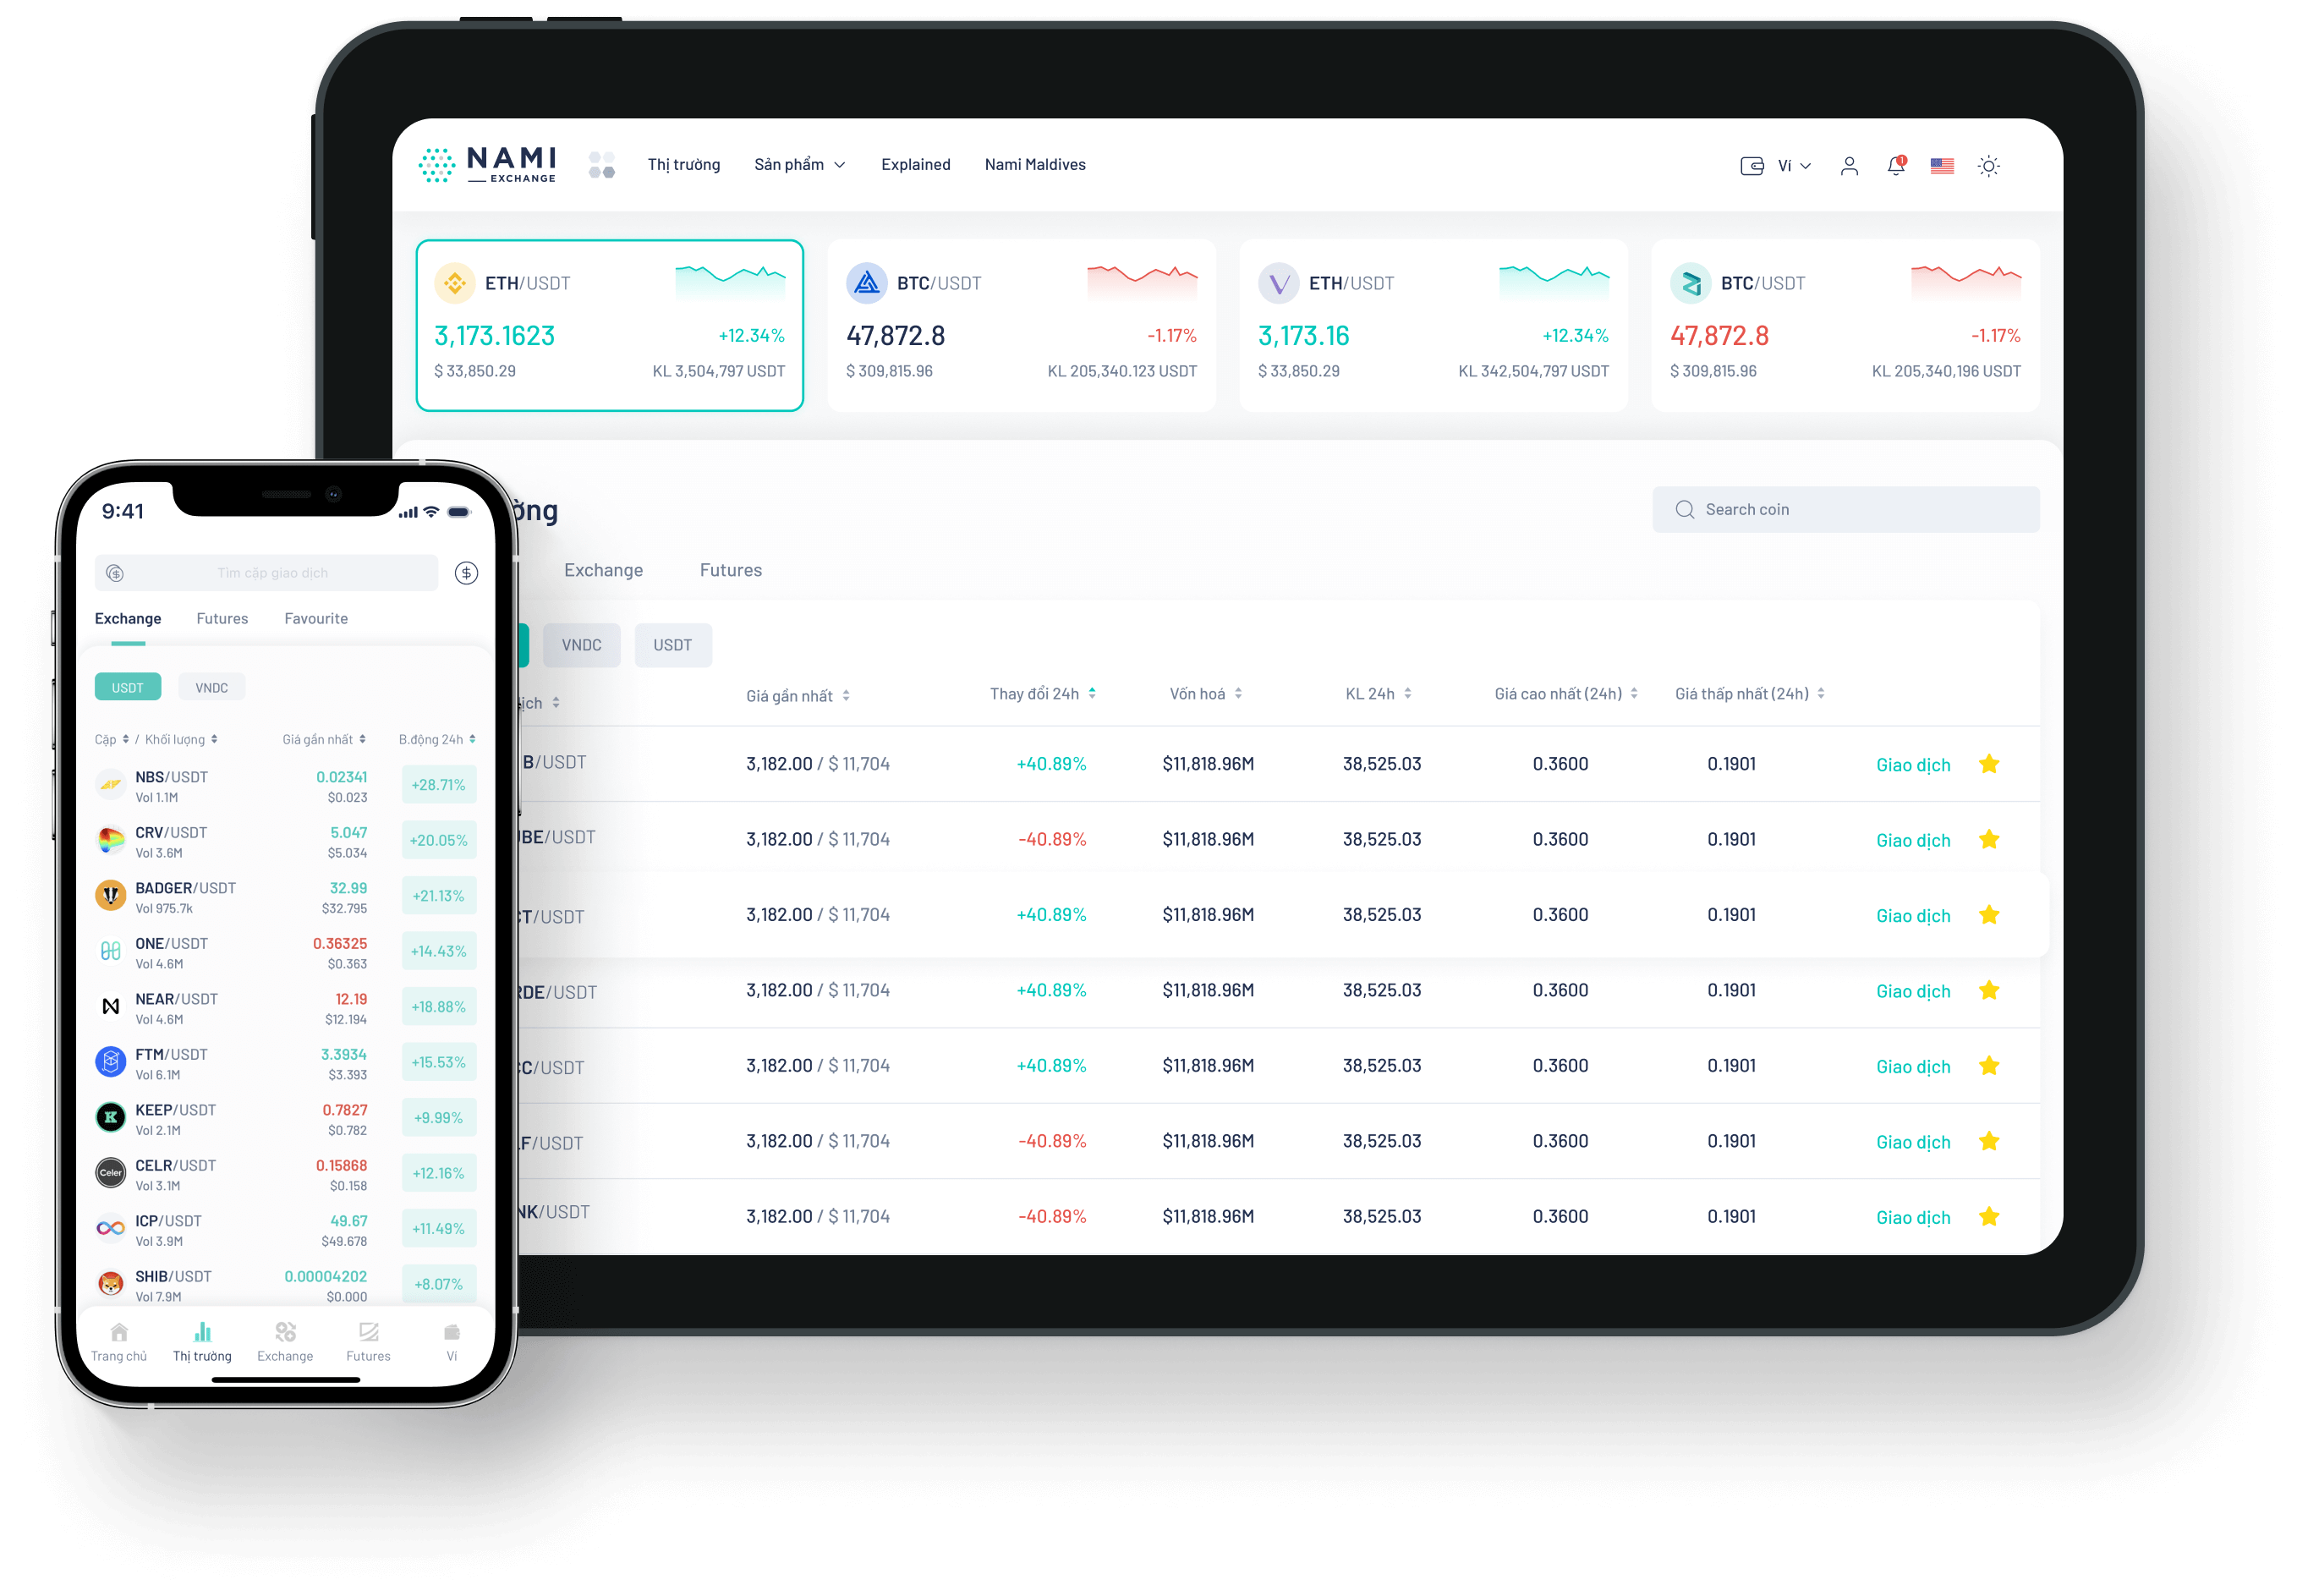 NAMI
EXCHANGE
Thị trường Sản phẩm Explained Nami Maldives Ví 1
ETH/USDT
3,173.1623 +12.34%
$ 33,850.29 KL 3,504,797 USDT
BTC/USDT
47,872.8 -1.17%
$ 309,815.96 KL 205,340.123 USDT
ETH/USDT
3,173.16 +12.34%
$ 33,850.29 KL 342,504,797 USDT
BTC/USDT
47,872.8 -1.17%
$ 309,815.96 KL 205,340,196 USDT
Search coin
Exchange Futures
VNDC USDT
Giá gần nhất Thay đổi 24h Vốn hoá KL 24h Giá cao nhất (24h) Giá thấp nhất (24h)
B/USDT 3,182.00 / $ 11,704 +40.89% $11,818.96M 38,525.03 0.3600 0.1901 Giao dịch
BE/USDT 3,182.00 / $ 11,704 -40.89% $11,818.96M 38,525.03 0.3600 0.1901 Giao dịch
T/USDT 3,182.00 / $ 11,704 +40.89% $11,818.96M 38,525.03 0.3600 0.1901 Giao dịch
DE/USDT 3,182.00 / $ 11,704 +40.89% $11,818.96M 38,525.03 0.3600 0.1901 Giao dịch
C/USDT 3,182.00 / $ 11,704 +40.89% $11,818.96M 38,525.03 0.3600 0.1901 Giao dịch
F/USDT 3,182.00 / $ 11,704 -40.89% $11,818.96M 38,525.03 0.3600 0.1901 Giao dịch
NK/USDT 3,182.00 / $ 11,704 -40.89% $11,818.96M 38,525.03 0.3600 0.1901 Giao dịch
9:41
Tìm cặp giao dịch
Exchange Futures Favourite
USDT VNDC
Cặp / Khối lượng Giá gần nhất B.động 24h
NBS/USDT 0.02341 +28.71%
Vol 1.1M $0.023
CRV/USDT 5.047 +20.05%
Vol 3.6M $5.034
BADGER/USDT 32.99 +21.13%
Vol 975.7k $32.795
ONE/USDT 0.36325 +14.43%
Vol 4.6M $0.363
NEAR/USDT 12.19 +18.88%
Vol 4.6M $12.194
FTM/USDT 3.3934 +15.53%
Vol 6.1M $3.393
KEEP/USDT 0.7827 +9.99%
Vol 2.1M $0.782
Celer CELR/USDT 0.15868 +12.16%
Vol 3.1M $0.158
ICP/USDT 49.67 +11.49%
Vol 3.9M $49.678
SHIB/USDT 0.00004202 +8.07%
Vol 7.9M $0.000
Trang chủ Thị trường Exchange Futures Ví